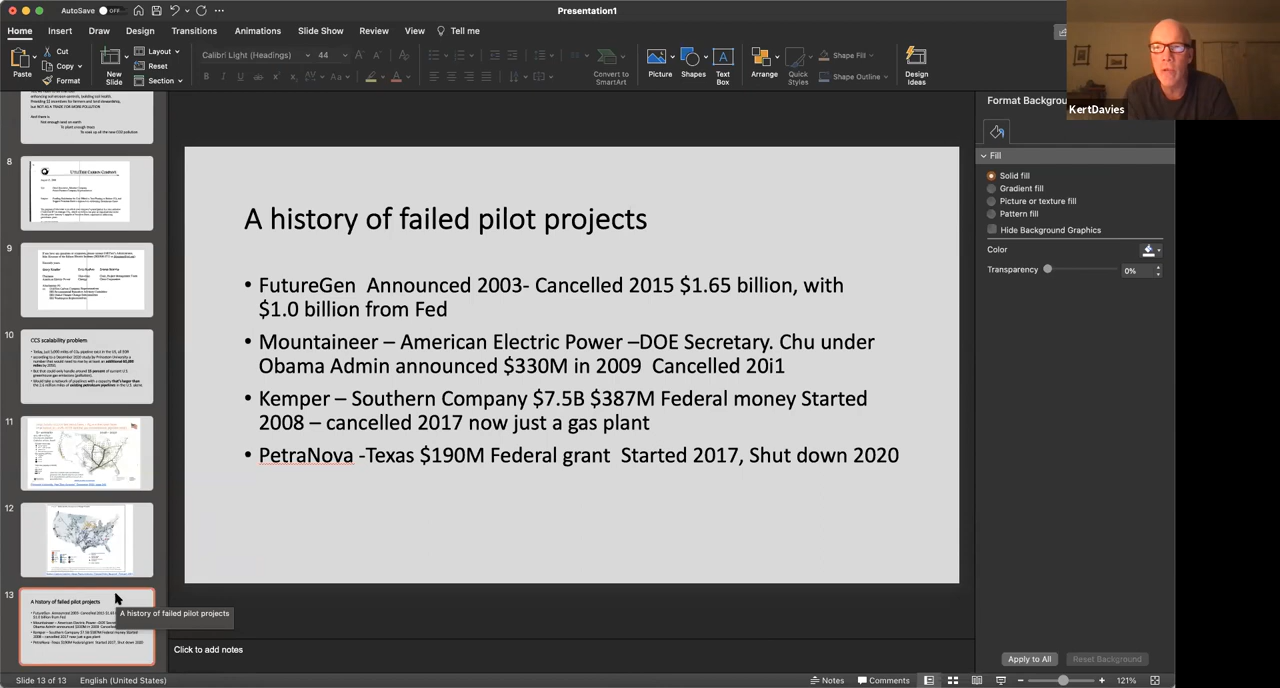 AutoSave OFF
Presentation1
Home Insert Draw Design Transitions Animations Slide Show Review View Tell me
Paste
Cut
Copy
Format
New
Slide
Layout
Reset
Section
Calibri Light (Headings) 44
Convert to
SmartArt
Picture
Shapes
Text
Box
Arrange
Quick
Styles
Shape Fill
Shape Outline
Design
Ideas
KertDavies
8
9
10
CCS scalability problem
11
12
13
A history of failed pilot projects
A history of failed pilot projects
A history of failed pilot projects
• FutureGen Announced 2003- Cancelled 2015 $1.65 billion, with
$1.0 billion from Fed
• Mountaineer – American Electric Power –DOE Secretary. Chu under
Obama Admin announced $330M in 2009 Cancelled 20i1
• Kemper – Southern Company $7.5B $387M Federal money Started
2008 – cancelled 2017 now just a gas plant
• PetraNova -Texas $190M Federal grant Started 2017, Shut down 2020
Format Backgrou
Fill
Solid fill
Gradient fill
Picture or texture fill
Pattern fill
Hide Background Graphics
Color
Transparency 0%
Apply to All
Reset Background
Click to add notes
Slide 13 of 13 English (United States)
Notes Comments 121%